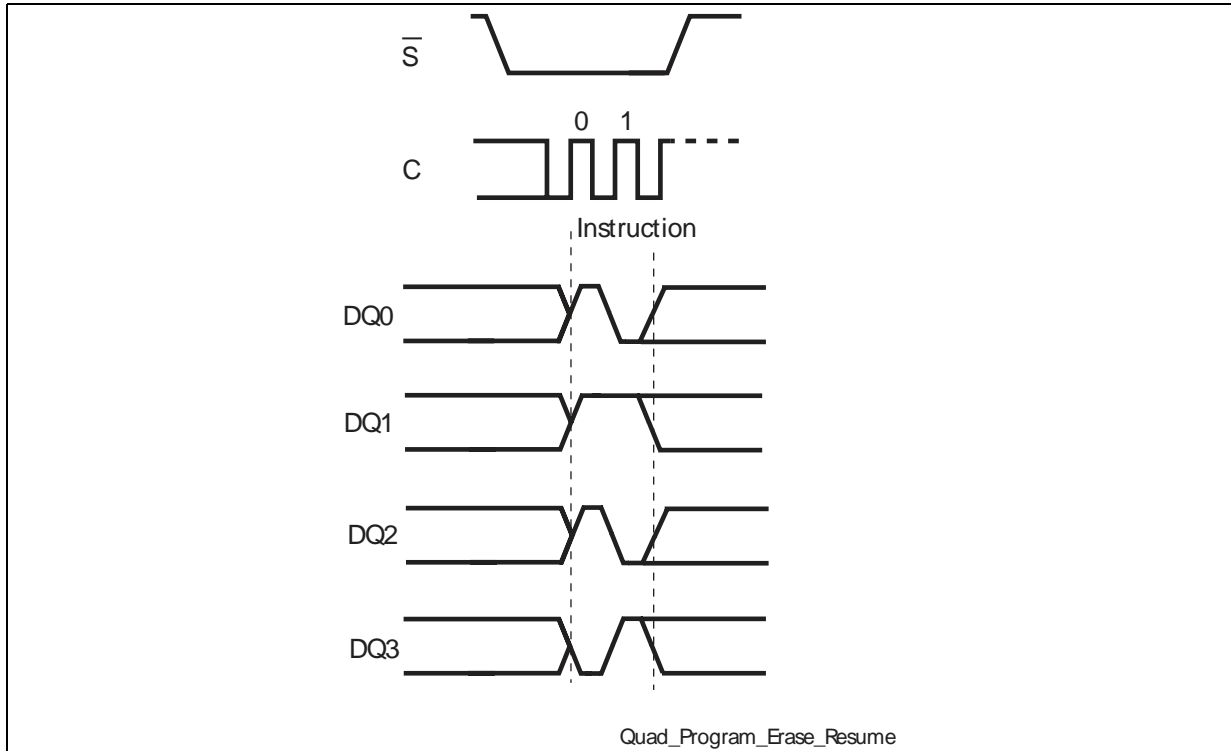 S̅
0 1
C
Instruction
DQ0
DQ1
DQ2
DQ3
Quad_Program_Erase_Resume